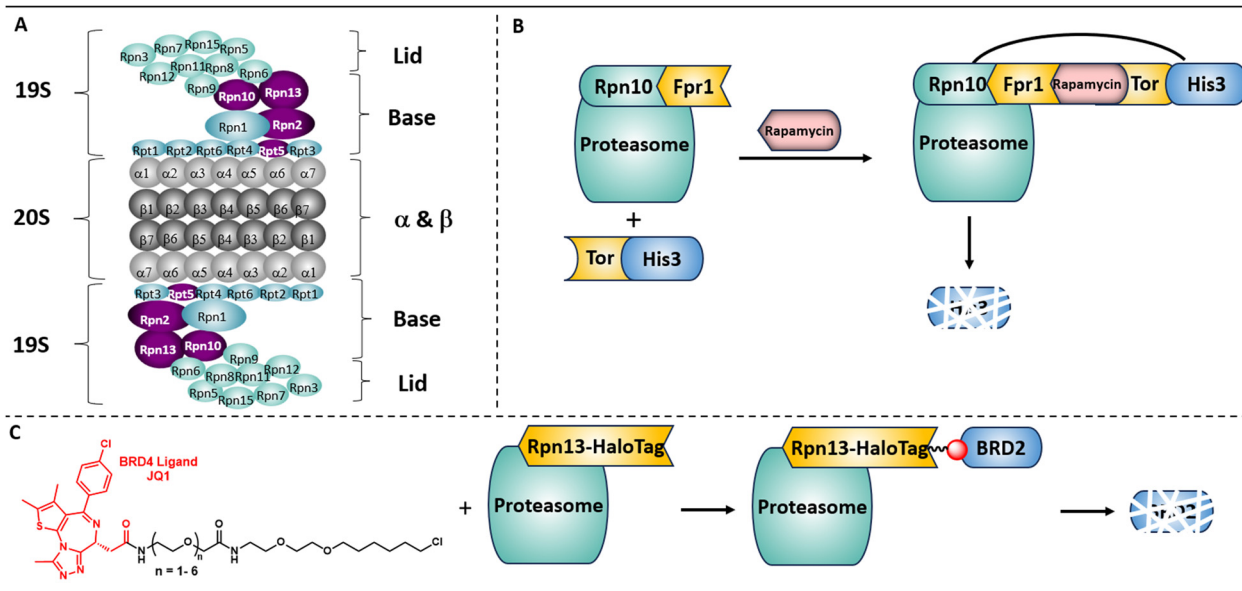 A
Rpn15
Rpn7
Rpn5
Rpn3
Rpn11
Rpn8
Rpn12
Rpn6
Rpn9
Rpn10
Rpn13
Rpn1
Rpn2
Rpt1 Rpt2 Rpt6 Rpt4 Rpt5 Rpt3
α1 α2 α3 α4 α5 α6 α7
β1 β2 β3 β4 β5 β6 β7
β7 β6 β5 β4 β3 β2 β1
α7 α6 α5 α4 α3 α2 α1
Rpt3 Rpt5 Rpt4 Rpt6 Rpt2 Rpt1
Rpn2
Rpn1
Rpn13
Rpn10
Rpn9
Rpn6
Rpn8
Rpn11
Rpn12
Rpn5
Rpn15
Rpn7
Rpn3
19S
20S
19S
Lid
Base
α & β
Base
Lid
B
Rpn10 Fpr1
Proteasome
+
Tor His3
Rapamycin
Rpn10 Fpr1 Rapamycin Tor His3
Proteasome
C
Cl
BRD4 Ligand
JQ1
S
N
N
N
N
O
N
H
O
n
O
N
H
O
O
Cl
n = 1- 6
+
Rpn13-HaloTag
Proteasome
Rpn13-HaloTag BRD2
Proteasome